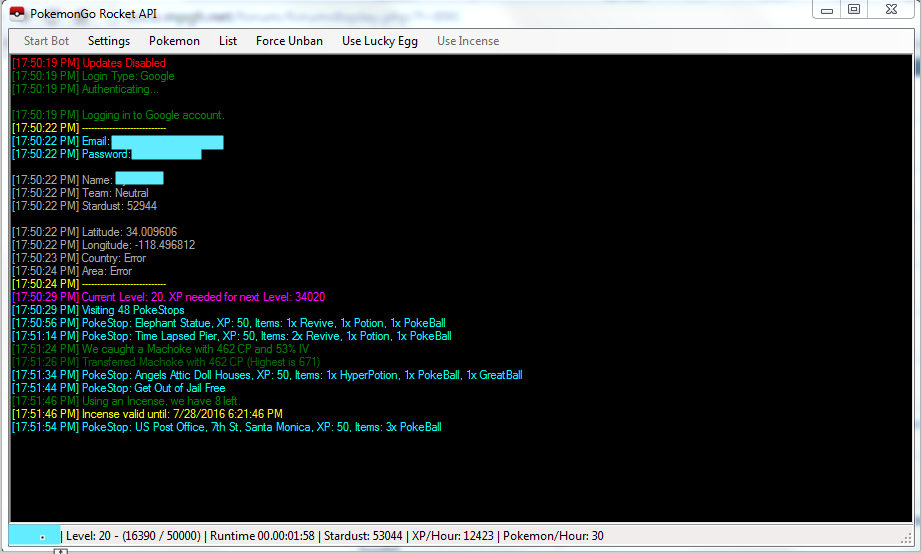 PokemonGo Rocket API
Start Bot Settings Pokemon List Force Unban Use Lucky Egg Use Incense
[17:50:19 PM] Updates Disabled
[17:50:19 PM] Login Type: Google
[17:50:19 PM] Authenticating...
[17:50:19 PM] Logging in to Google account.
[17:50:22 PM] ----------------------------
[17:50:22 PM] Email:
[17:50:22 PM] Password:
[17:50:22 PM] Name:
[17:50:22 PM] Team: Neutral
[17:50:22 PM] Stardust: 52944
[17:50:22 PM] Latitude: 34.009606
[17:50:22 PM] Longitude: -118.496812
[17:50:23 PM] Country: Error
[17:50:24 PM] Area: Error
[17:50:24 PM] ----------------------------
[17:50:29 PM] Current Level: 20. XP needed for next Level: 34020
[17:50:29 PM] Visiting 48 PokeStops
[17:50:56 PM] PokeStop: Elephant Statue, XP: 50, Items: 1x Revive, 1x Potion, 1x PokeBall
[17:51:14 PM] PokeStop: Time Lapsed Pier, XP: 50, Items: 2x Revive, 1x Potion, 1x PokeBall
[17:51:24 PM] We caught a Machoke with 462 CP and 53% IV
[17:51:26 PM] Transferred Machoke with 462 CP (Highest is 671)
[17:51:34 PM] PokeStop: Angels Attic Doll Houses, XP: 50, Items: 1x HyperPotion, 1x PokeBall, 1x GreatBall
[17:51:44 PM] PokeStop: Get Out of Jail Free
[17:51:46 PM] Using an Incense, we have 8 left.
[17:51:46 PM] Incense valid until: 7/28/2016 6:21:46 PM
[17:51:54 PM] PokeStop: US Post Office, 7th St, Santa Monica, XP: 50, Items: 3x PokeBall
| Level: 20 - (16390 / 50000) | Runtime 00.00:01:58 | Stardust: 53044 | XP/Hour: 12423 | Pokemon/Hour: 30